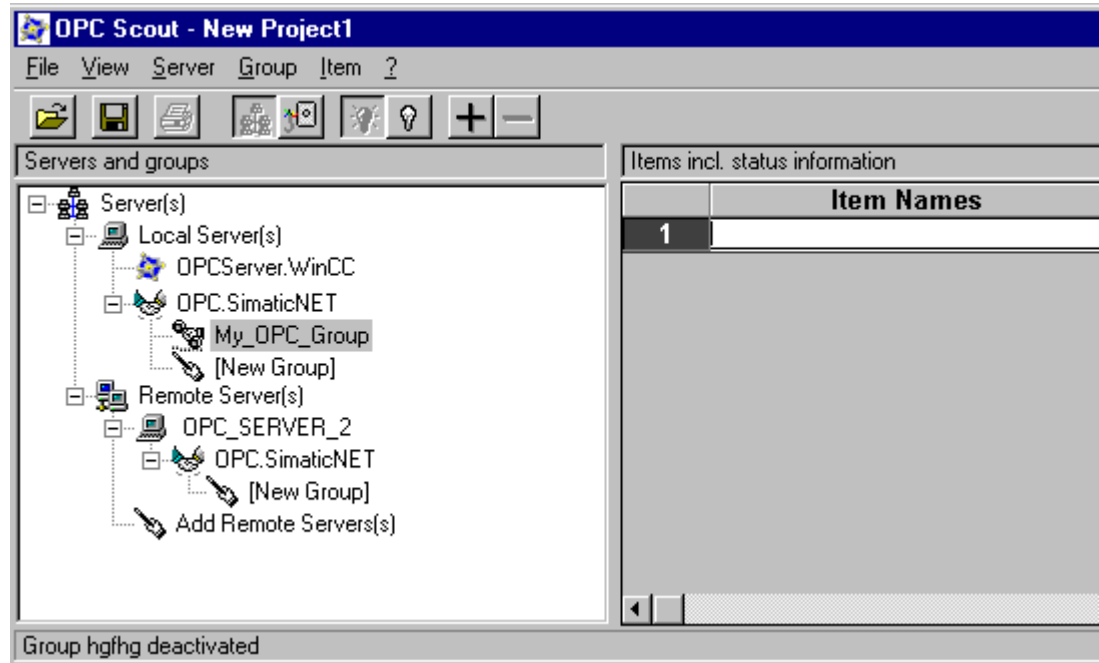 OPC Scout - New Project1
File View Server Group Item ?
Servers and groups
Items incl. status information
Server(s)
Local Server(s)
OPCServer.WinCC
OPC.SimaticNET
My_OPC_Group
[New Group]
Remote Server(s)
OPC_SERVER_2
OPC.SimaticNET
[New Group]
Add Remote Servers(s)
Item Names
1
Group hgfhg deactivated